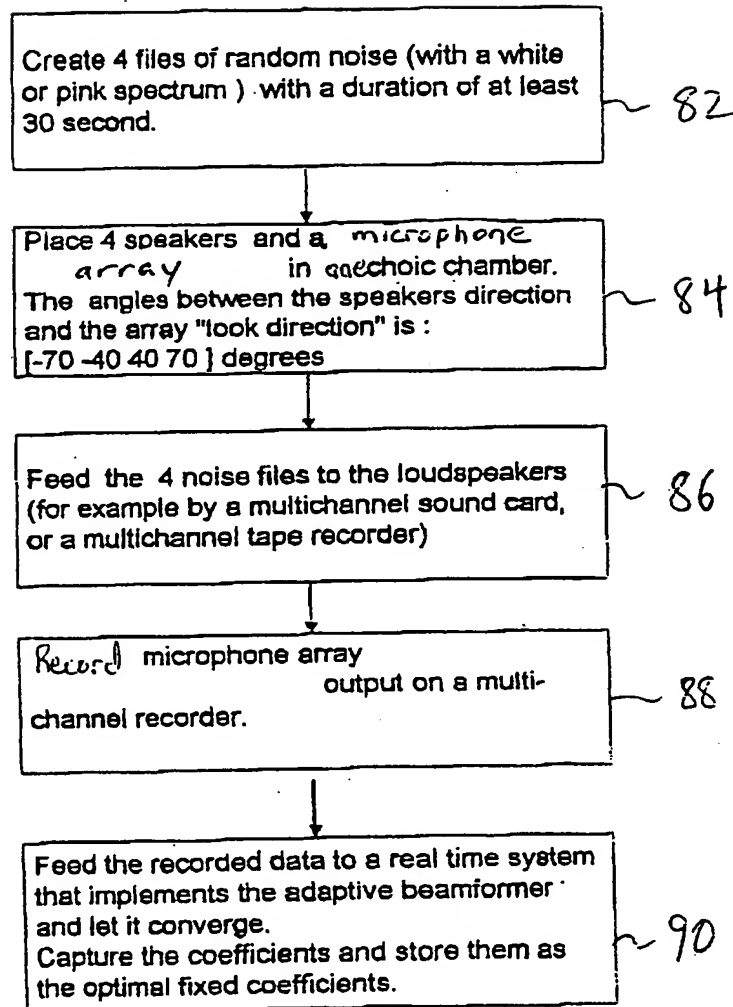 Create 4 files of random noise (with a white
or pink spectrum ) with a duration of at least
30 second.
82
Place 4 speakers and a microphone
array in anechoic chamber.
The angles between the speakers direction
and the array "look direction" is :
[-70 -40 40 70 ] degrees
84
Feed the 4 noise files to the loudspeakers
(for example by a multichannel sound card,
or a multichannel tape recorder)
86
Record microphone array
output on a multi-
channel recorder.
88
Feed the recorded data to a real time system
that implements the adaptive beamformer
and let it converge.
Capture the coefficients and store them as
the optimal fixed coefficients.
90